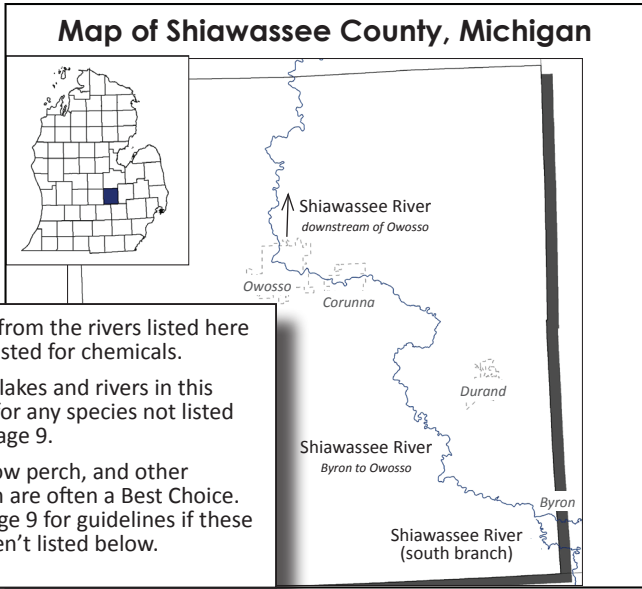 Map of Shiawassee County, Michigan
Shiawassee River
downstream of Owosso
Owosso
Corunna
Durand
Shiawassee River
Byron to Owosso
Byron
Shiawassee River
(south branch)
from the rivers listed here
sted for chemicals.
lakes and rivers in this
for any species not listed
age 9.
ow perch, and other
n are often a Best Choice.
ge 9 for guidelines if these
en't listed below.